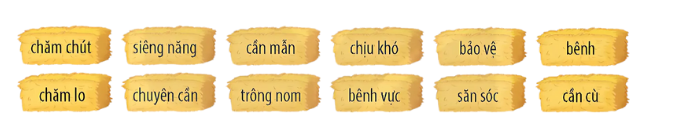 chăm chút siêng năng cần mẫn chịu khó bảo vệ bênh
chăm lo chuyên cần trông nom bênh vực săn sóc cần cù